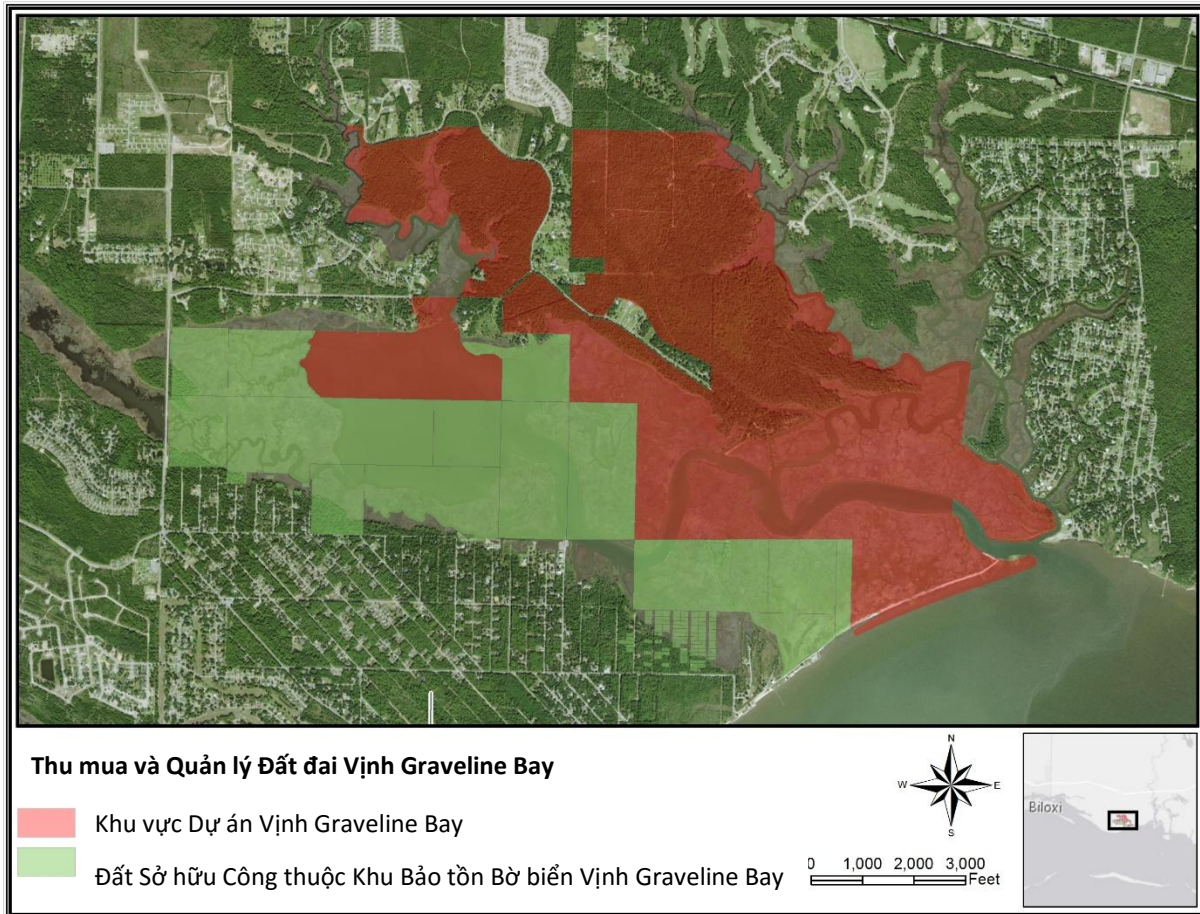 Thu mua và Quản lý Đất đai Vịnh Graveline Bay
Khu vực Dự án Vịnh Graveline Bay
Đất Sở hữu Công thuộc Khu Bảo tồn Bờ biển Vịnh Graveline Bay
N
W E
S
0 1,000 2,000 3,000
Feet
Biloxi